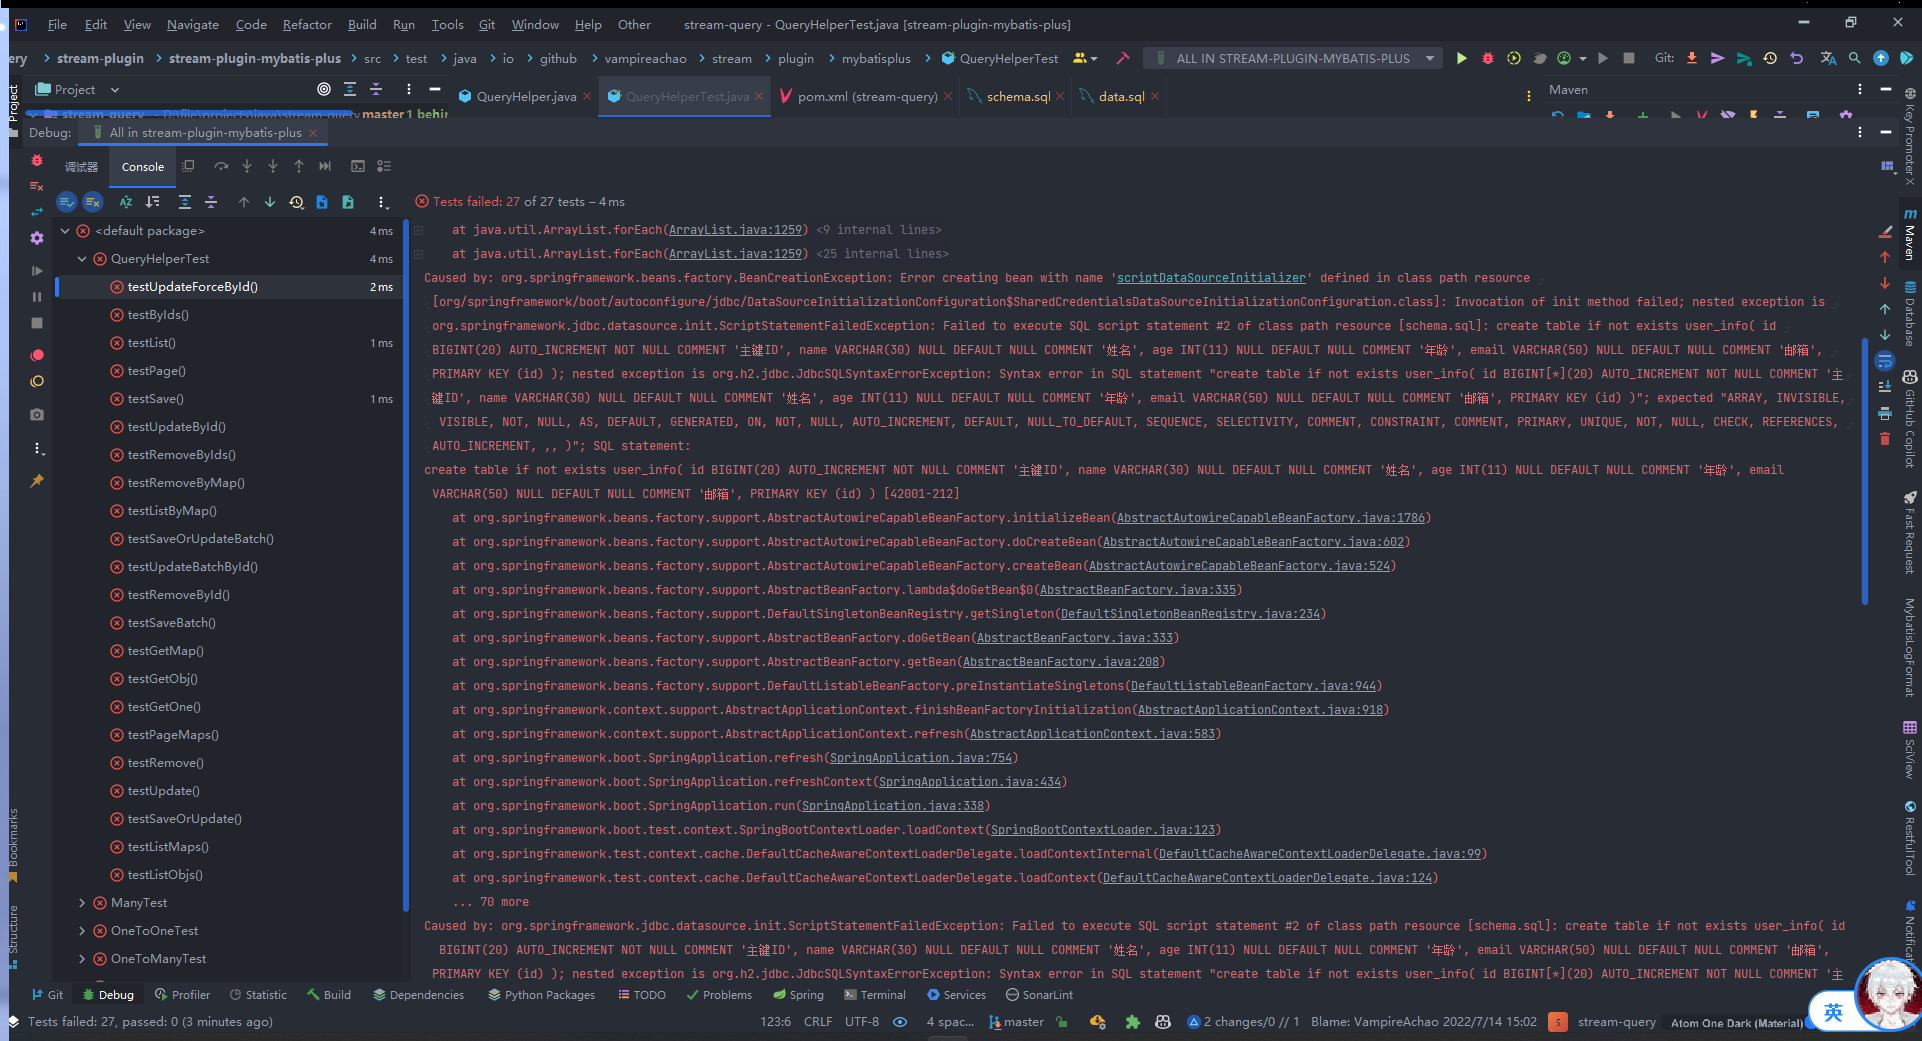 File Edit View Navigate Code Refactor Build Run Tools Git Window Help Other stream-query - QueryHelperTest.java [stream-plugin-mybatis-plus]
ery stream-plugin stream-plugin-mybatis-plus src test java io github vampireachao stream plugin mybatisplus QueryHelperTest ALL IN STREAM-PLUGIN-MYBATIS-PLUS Git:
Project QueryHelper.java QueryHelperTest.java pom.xml (stream-query) schema.sql data.sql Maven
stream-query D:\file\projects\java\stream-query master 1 behin
Debug: All in stream-plugin-mybatis-plus
调试器 Console
Tests failed: 27 of 27 tests – 4 ms
<default package> 4 ms
QueryHelperTest 4 ms
testUpdateForceById() 2 ms
testByIds()
testList() 1 ms
testPage()
testSave() 1 ms
testUpdateById()
testRemoveByIds()
testRemoveByMap()
testListByMap()
testSaveOrUpdateBatch()
testUpdateBatchById()
testRemoveById()
testSaveBatch()
testGetMap()
testGetObj()
testGetOne()
testPageMaps()
testRemove()
testUpdate()
testSaveOrUpdate()
testListMaps()
testListObjs()
ManyTest
OneToOneTest
OneToManyTest
at java.util.ArrayList.forEach(ArrayList.java:1259) <9 internal lines>
at java.util.ArrayList.forEach(ArrayList.java:1259) <25 internal lines>
Caused by: org.springframework.beans.factory.BeanCreationException: Error creating bean with name 'scriptDataSourceInitializer' defined in class path resource
[org/springframework/boot/autoconfigure/jdbc/DataSourceInitializationConfiguration$SharedCredentialsDataSourceInitializationConfiguration.class]: Invocation of init method failed; nested exception is
org.springframework.jdbc.datasource.init.ScriptStatementFailedException: Failed to execute SQL script statement #2 of class path resource [schema.sql]: create table if not exists user_info( id
BIGINT(20) AUTO_INCREMENT NOT NULL COMMENT '主键ID', name VARCHAR(30) NULL DEFAULT NULL COMMENT '姓名', age INT(11) NULL DEFAULT NULL COMMENT '年龄', email VARCHAR(50) NULL DEFAULT NULL COMMENT '邮箱',
PRIMARY KEY (id) ); nested exception is org.h2.jdbc.JdbcSQLSyntaxErrorException: Syntax error in SQL statement "create table if not exists user_info( id BIGINT[*](20) AUTO_INCREMENT NOT NULL COMMENT '主
键ID', name VARCHAR(30) NULL DEFAULT NULL COMMENT '姓名', age INT(11) NULL DEFAULT NULL COMMENT '年龄', email VARCHAR(50) NULL DEFAULT NULL COMMENT '邮箱', PRIMARY KEY (id) )"; expected "ARRAY, INVISIBLE,
VISIBLE, NOT, NULL, AS, DEFAULT, GENERATED, ON, NOT, NULL, AUTO_INCREMENT, DEFAULT, NULL_TO_DEFAULT, SEQUENCE, SELECTIVITY, COMMENT, CONSTRAINT, COMMENT, PRIMARY, UNIQUE, NOT, NULL, CHECK, REFERENCES,
AUTO_INCREMENT, ,, )"; SQL statement:
create table if not exists user_info( id BIGINT(20) AUTO_INCREMENT NOT NULL COMMENT '主键ID', name VARCHAR(30) NULL DEFAULT NULL COMMENT '姓名', age INT(11) NULL DEFAULT NULL COMMENT '年龄', email
VARCHAR(50) NULL DEFAULT NULL COMMENT '邮箱', PRIMARY KEY (id) ) [42001-212]
at org.springframework.beans.factory.support.AbstractAutowireCapableBeanFactory.initializeBean(AbstractAutowireCapableBeanFactory.java:1786)
at org.springframework.beans.factory.support.AbstractAutowireCapableBeanFactory.doCreateBean(AbstractAutowireCapableBeanFactory.java:602)
at org.springframework.beans.factory.support.AbstractAutowireCapableBeanFactory.createBean(AbstractAutowireCapableBeanFactory.java:524)
at org.springframework.beans.factory.support.AbstractBeanFactory.lambda$doGetBean$0(AbstractBeanFactory.java:335)
at org.springframework.beans.factory.support.DefaultSingletonBeanRegistry.getSingleton(DefaultSingletonBeanRegistry.java:234)
at org.springframework.beans.factory.support.AbstractBeanFactory.doGetBean(AbstractBeanFactory.java:333)
at org.springframework.beans.factory.support.AbstractBeanFactory.getBean(AbstractBeanFactory.java:208)
at org.springframework.beans.factory.support.DefaultListableBeanFactory.preInstantiateSingletons(DefaultListableBeanFactory.java:944)
at org.springframework.context.support.AbstractApplicationContext.finishBeanFactoryInitialization(AbstractApplicationContext.java:918)
at org.springframework.context.support.AbstractApplicationContext.refresh(AbstractApplicationContext.java:583)
at org.springframework.boot.SpringApplication.refresh(SpringApplication.java:754)
at org.springframework.boot.SpringApplication.refreshContext(SpringApplication.java:434)
at org.springframework.boot.SpringApplication.run(SpringApplication.java:338)
at org.springframework.boot.test.context.SpringBootContextLoader.loadContext(SpringBootContextLoader.java:123)
at org.springframework.test.context.cache.DefaultCacheAwareContextLoaderDelegate.loadContextInternal(DefaultCacheAwareContextLoaderDelegate.java:99)
at org.springframework.test.context.cache.DefaultCacheAwareContextLoaderDelegate.loadContext(DefaultCacheAwareContextLoaderDelegate.java:124)
... 70 more
Caused by: org.springframework.jdbc.datasource.init.ScriptStatementFailedException: Failed to execute SQL script statement #2 of class path resource [schema.sql]: create table if not exists user_info( id
BIGINT(20) AUTO_INCREMENT NOT NULL COMMENT '主键ID', name VARCHAR(30) NULL DEFAULT NULL COMMENT '姓名', age INT(11) NULL DEFAULT NULL COMMENT '年龄', email VARCHAR(50) NULL DEFAULT NULL COMMENT '邮箱',
PRIMARY KEY (id) ); nested exception is org.h2.jdbc.JdbcSQLSyntaxErrorException: Syntax error in SQL statement "create table if not exists user_info( id BIGINT[*](20) AUTO_INCREMENT NOT NULL COMMENT '主
Project
Bookmarks
Structure
Key Promoter X
Maven
Database
GitHub Copilot
Fast Request
MybatisLogFormat
SciView
RestfulTool
Notificat
Git Debug Profiler Statistic Build Dependencies Python Packages TODO Problems Spring Terminal Services SonarLint
英
Tests failed: 27, passed: 0 (3 minutes ago) 123:6 CRLF UTF-8 4 spac... master 2 changes/0 // 1 Blame: VampireAchao 2022/7/14 15:02 S stream-query Atom One Dark (Material)